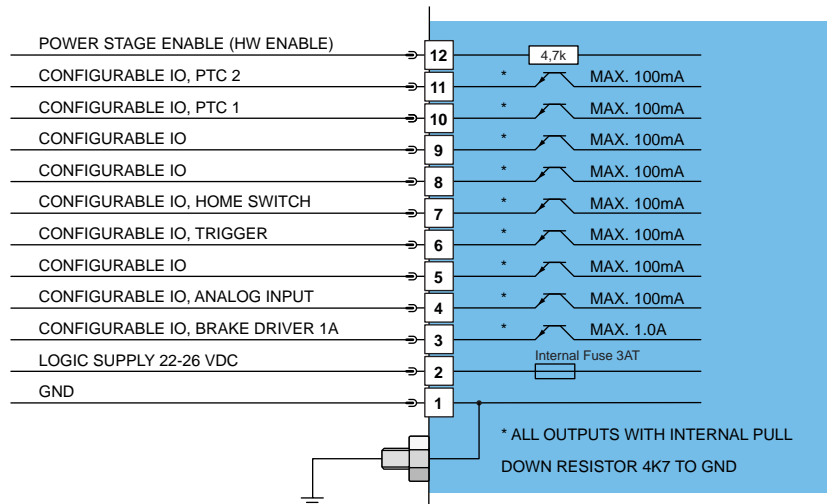 POWER STAGE ENABLE (HW ENABLE) 12 4,7k
CONFIGURABLE IO, PTC 2 11 * MAX. 100mA
CONFIGURABLE IO, PTC 1 10 * MAX. 100mA
CONFIGURABLE IO 9 * MAX. 100mA
CONFIGURABLE IO 8 * MAX. 100mA
CONFIGURABLE IO, HOME SWITCH 7 * MAX. 100mA
CONFIGURABLE IO, TRIGGER 6 * MAX. 100mA
CONFIGURABLE IO 5 * MAX. 100mA
CONFIGURABLE IO, ANALOG INPUT 4 * MAX. 100mA
CONFIGURABLE IO, BRAKE DRIVER 1A 3 * MAX. 1.0A
LOGIC SUPPLY 22-26 VDC 2 Internal Fuse 3AT
GND 1
* ALL OUTPUTS WITH INTERNAL PULL
DOWN RESISTOR 4K7 TO GND